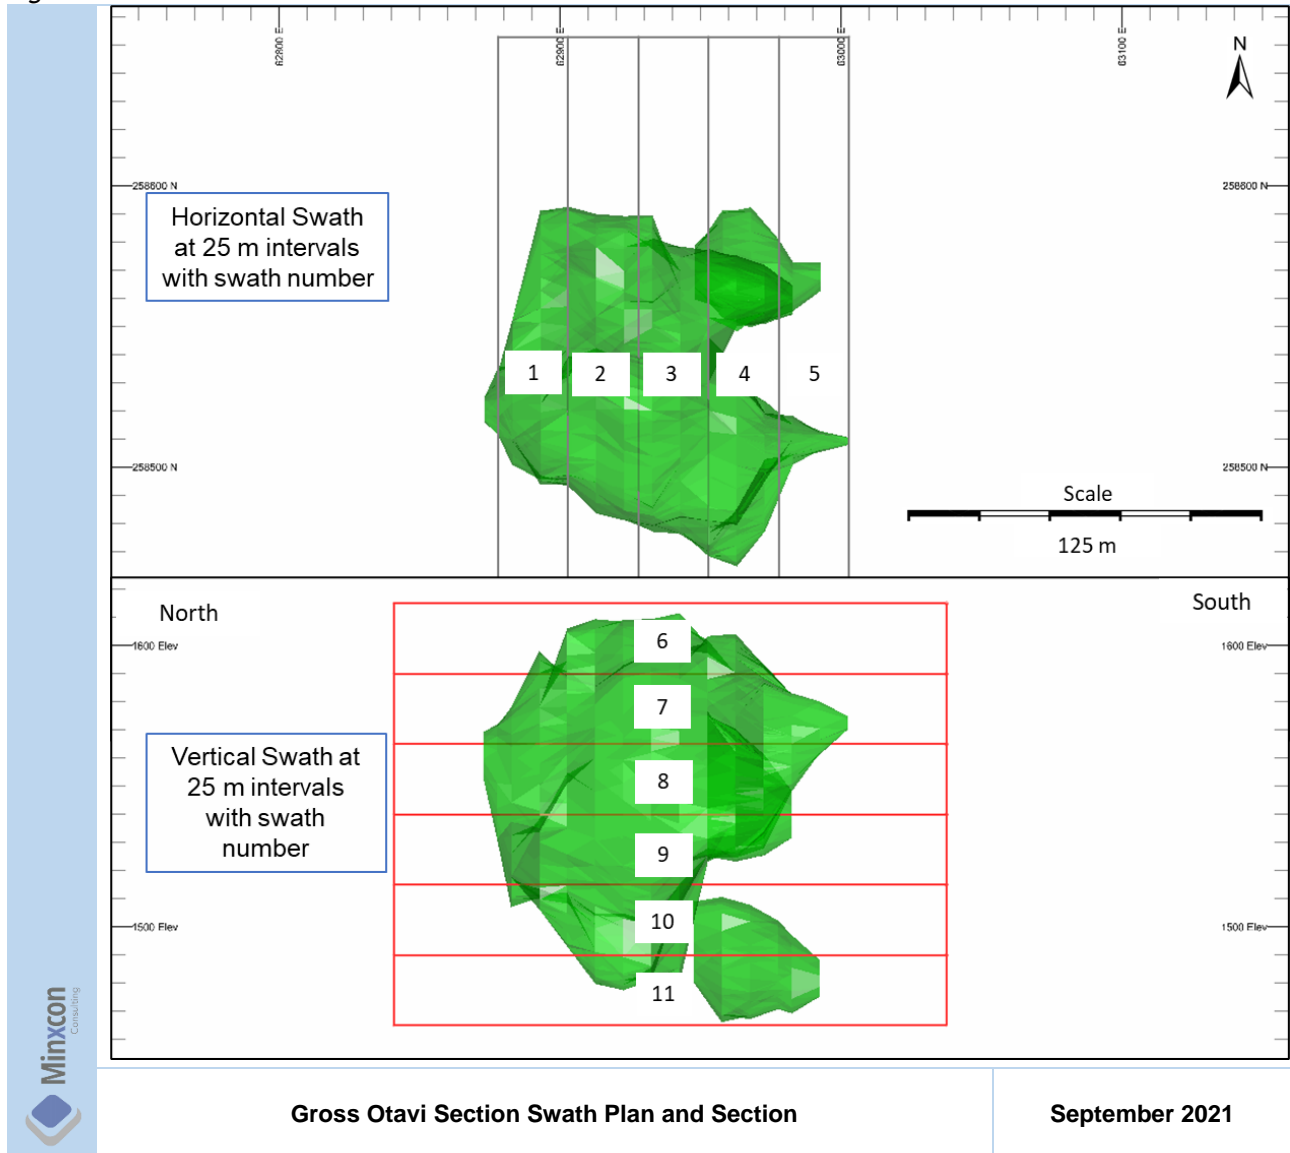 62800 E
62900 E
63000 E
63100 E
N
258600 N
258600 N
Horizontal Swath
at 25 m intervals
with swath number
1
2
3
4
5
258500 N
258500 N
Scale
125 m
North
South
1600 Elev
1600 Elev
6
7
Vertical Swath at
25 m intervals
with swath
number
8
9
10
1500 Elev
1500 Elev
11
Minxcon
Consulting
Gross Otavi Section Swath Plan and Section
September 2021